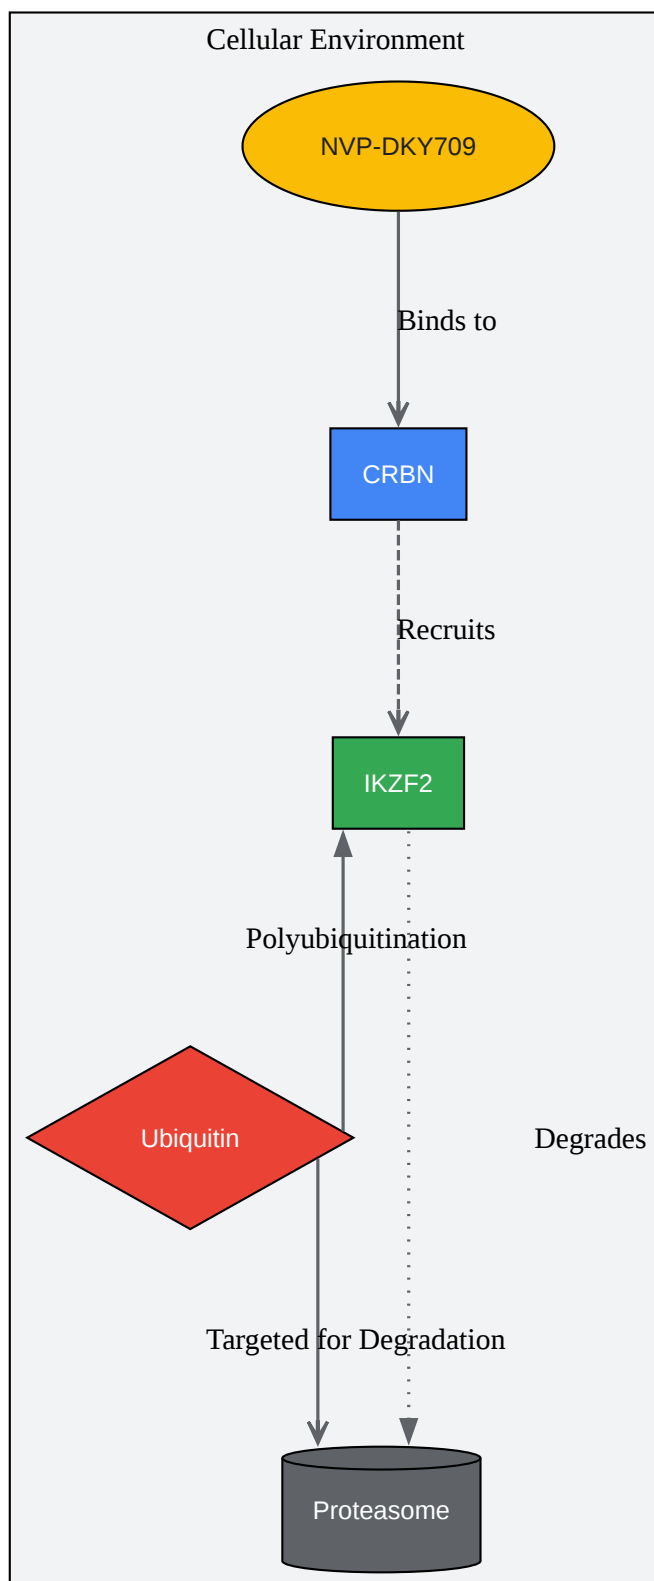 Cellular Environment
NVP-DKY709
Binds to
CRBN
Recruits
IKZF2
Polyubiquitination
Ubiquitin
Degrades
Targeted for Degradation
Proteasome